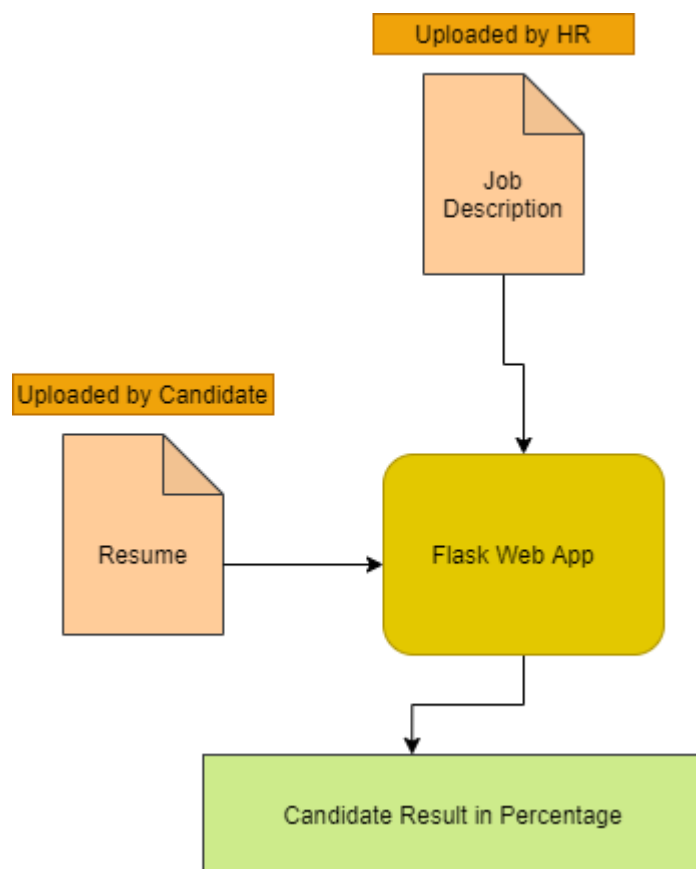 Uploaded by HR
Job
Description
Uploaded by Candidate
Resume
Flask Web App
Candidate Result in Percentage